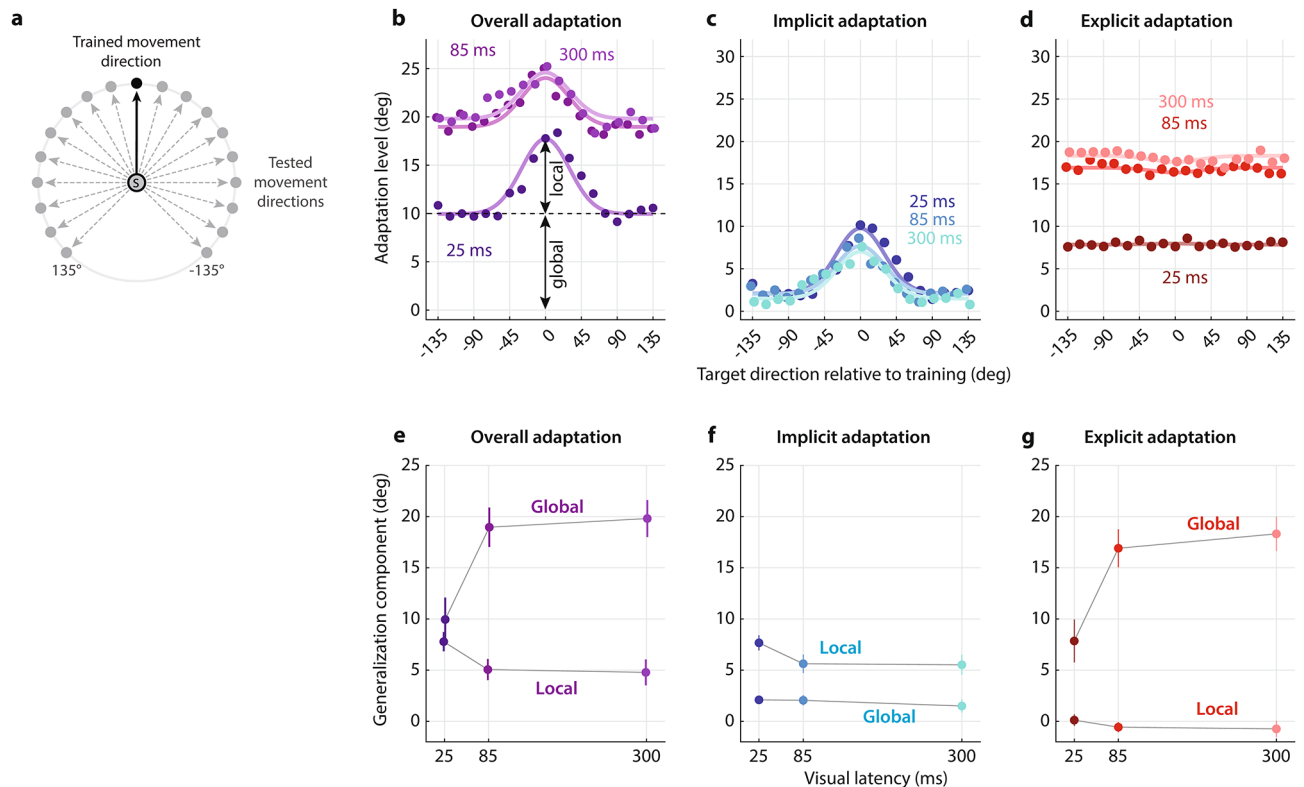 a
Trained movement
direction
S
Tested
movement
directions
135°
-135°
b
Overall adaptation
Adaptation level (deg)
25
20
15
10
5
0
85 ms
300 ms
25 ms
local
global
-135
-90
-45
0
45
90
135
c
Implicit adaptation
30
25
20
15
10
5
0
25 ms
85 ms
300 ms
-135
-90
-45
0
45
90
135
d
Explicit adaptation
30
25
20
15
10
5
0
300 ms
85 ms
25 ms
-135
-90
-45
0
45
90
135
Target direction relative to training (deg)
e
Overall adaptation
Generalization component (deg)
25
20
15
10
5
0
Global
Local
25
85
300
f
Implicit adaptation
25
20
15
10
5
0
Local
Global
25
85
300
g
Explicit adaptation
25
20
15
10
5
0
Global
Local
25
85
300
Visual latency (ms)